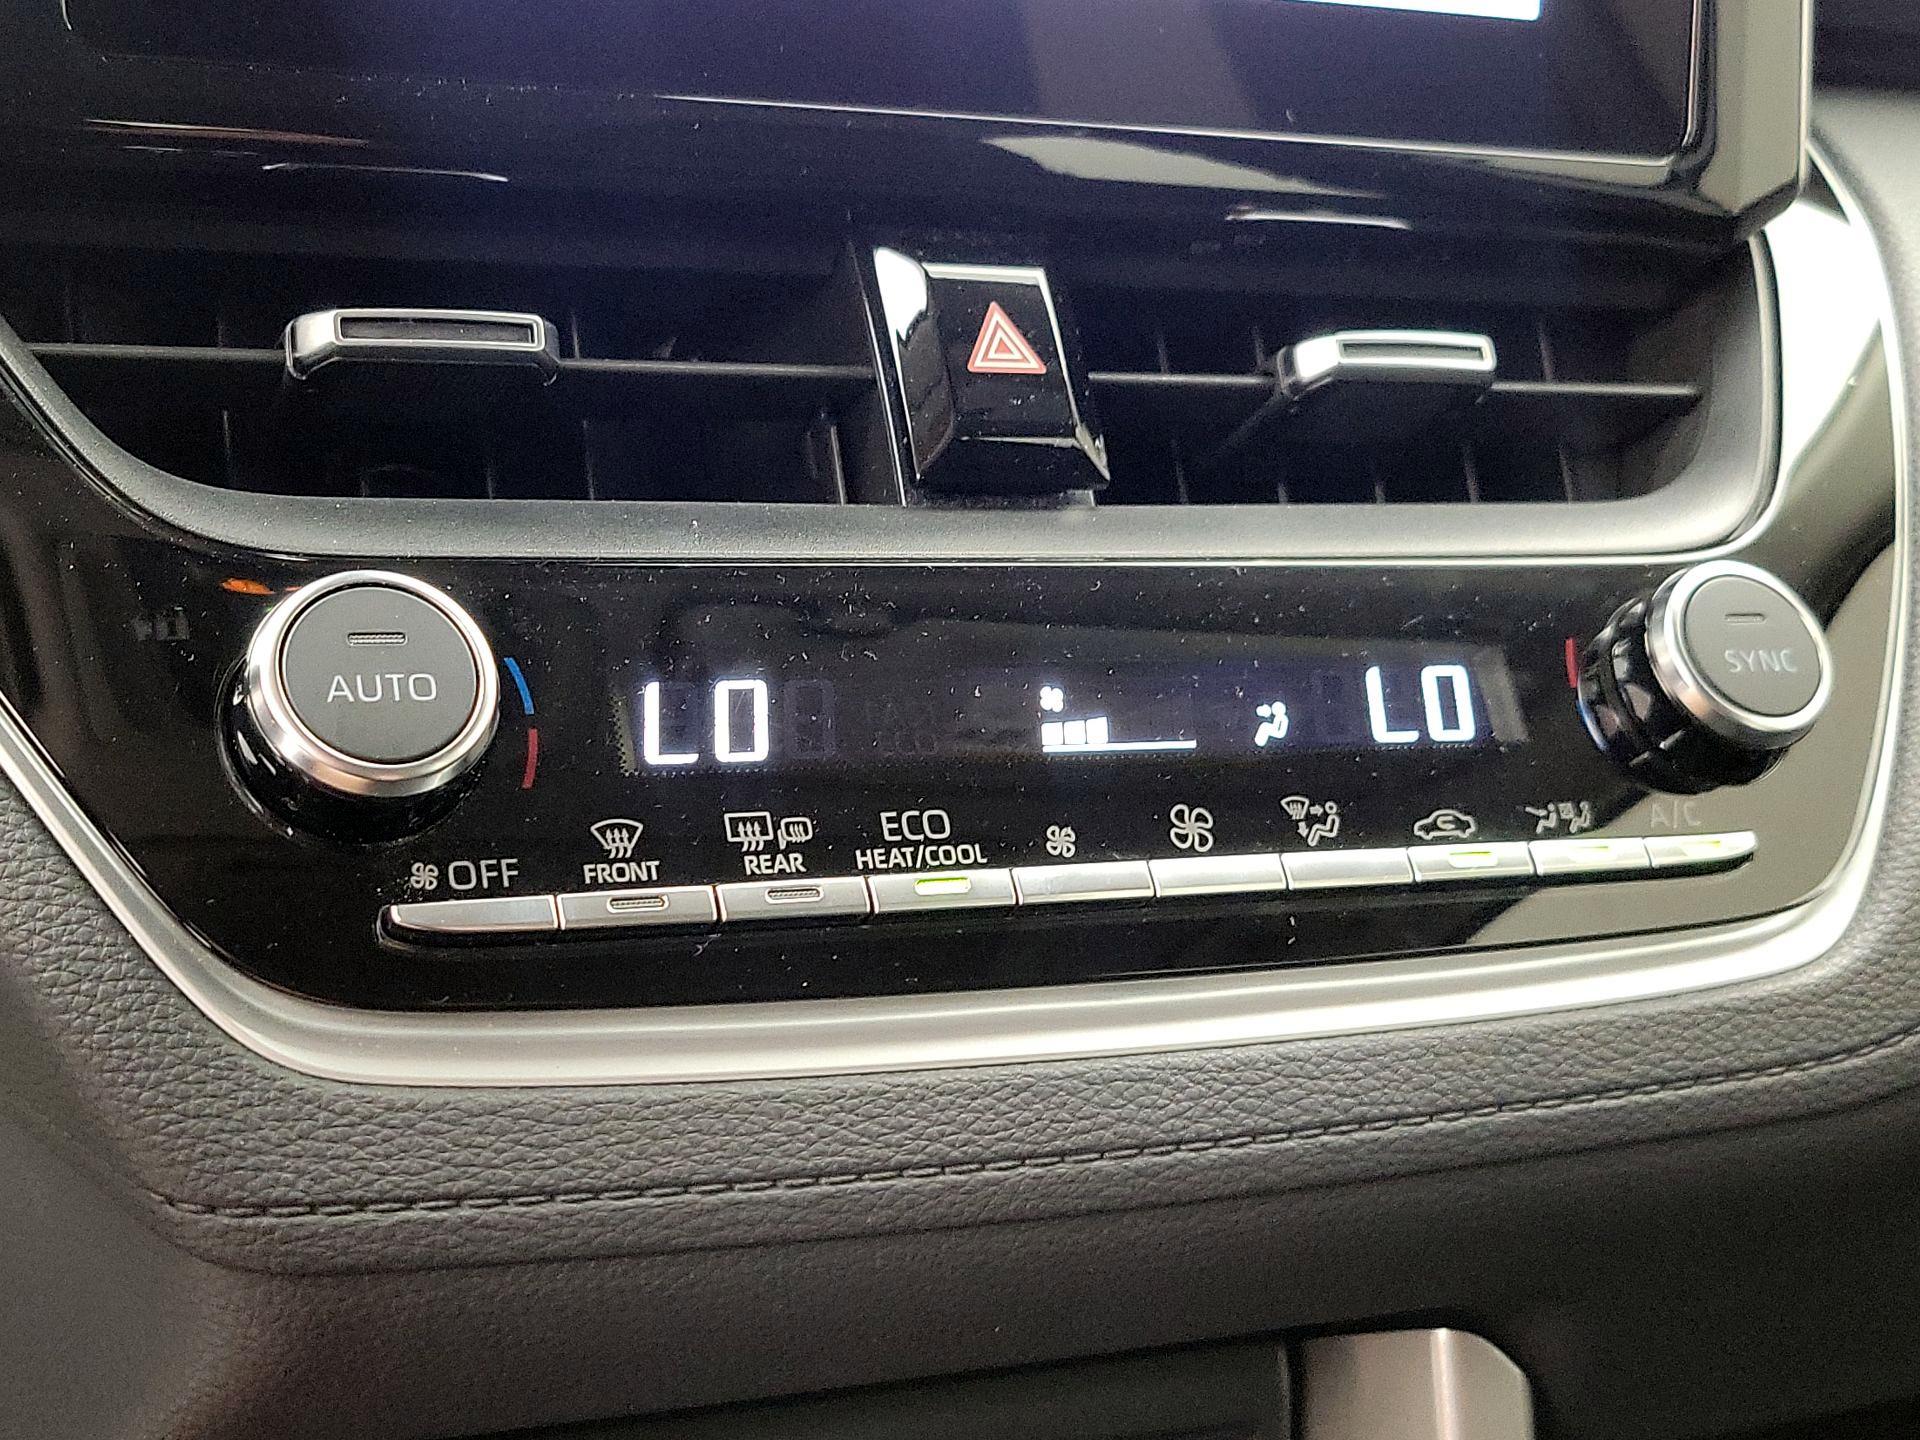 AUTO
LO
LO
SYNC
OFF
FRONT
REAR
ECO
HEAT/COOL
A/C